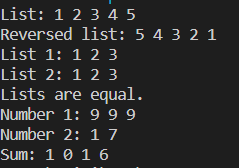 List: 1 2 3 4 5
Reversed list: 5 4 3 2 1
List 1: 1 2 3
List 2: 1 2 3
Lists are equal.
Number 1: 9 9 9
Number 2: 1 7
Sum: 1 0 1 6